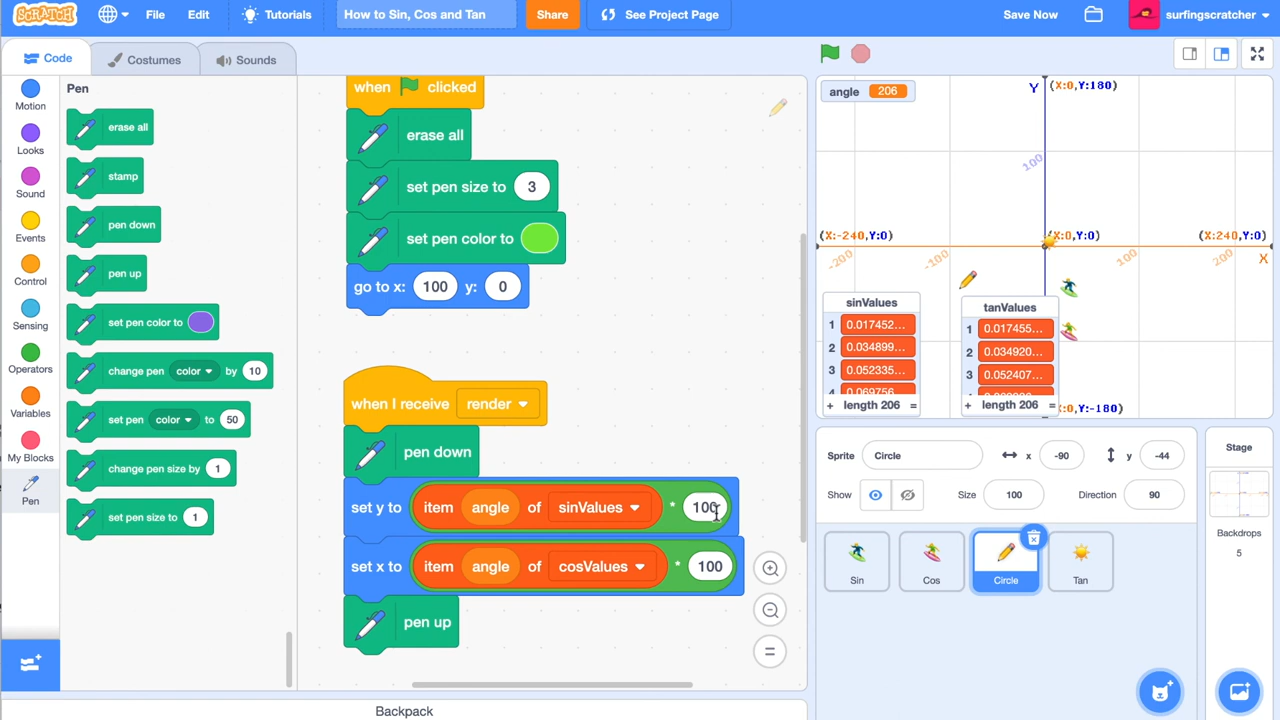 SCRATCH File Edit Tutorials How to Sin, Cos and Tan Share See Project Page Save Now surfingscratcher
Code Costumes Sounds
Motion
Looks
Sound
Events
Control
Sensing
Operators
Variables
My Blocks
Pen
Pen
erase all
stamp
pen down
pen up
set pen color to
change pen color by 10
set pen color to 50
change pen size by 1
set pen size to 1
when clicked
erase all
set pen size to 3
set pen color to
go to x: 100 y: 0
when I receive render
pen down
set y to item angle of sinValues * 100
set x to item angle of cosValues * 100
pen up
Backpack
angle 206
Y (X:0,Y:180)
100
(X:-240,Y:0) (X:0,Y:0) (X:240,Y:0)
-200 -100 100 200 X
sinValues
1 0.017452...
2 0.034899...
3 0.052335...
4 0.069756
+ length 206 =
tanValues
1 0.017455...
2 0.034920...
3 0.052407...
+ length 206 =
:0,Y:-180)
Sprite Circle x -90 y -44
Show Size 100 Direction 90
Sin Cos Circle Tan
Stage
Backdrops
5